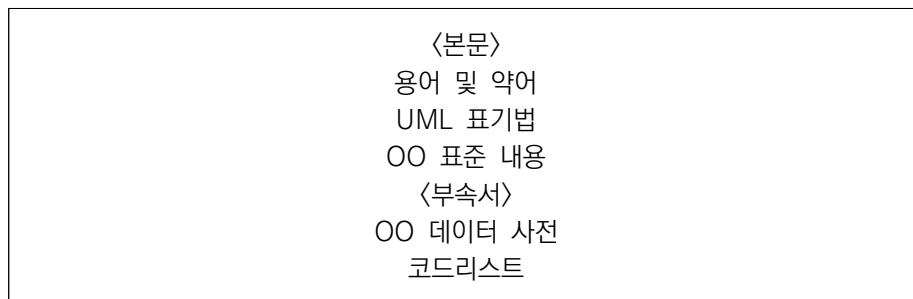 〈본문〉
용어 및 약어
UML 표기법
OO 표준 내용
〈부속서〉
OO 데이터 사전
코드리스트